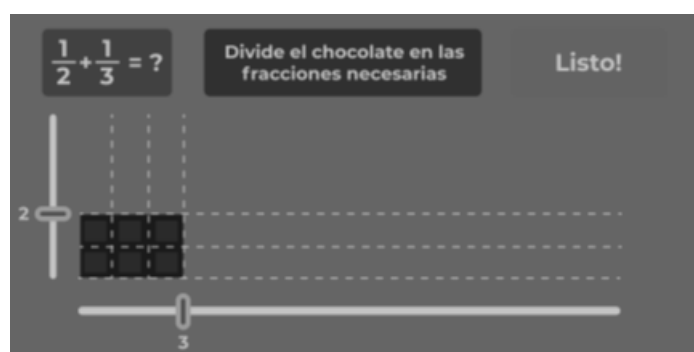 1/2 + 1/3 = ?
Divide el chocolate en las
fracciones necesarias
Listo!
2
3